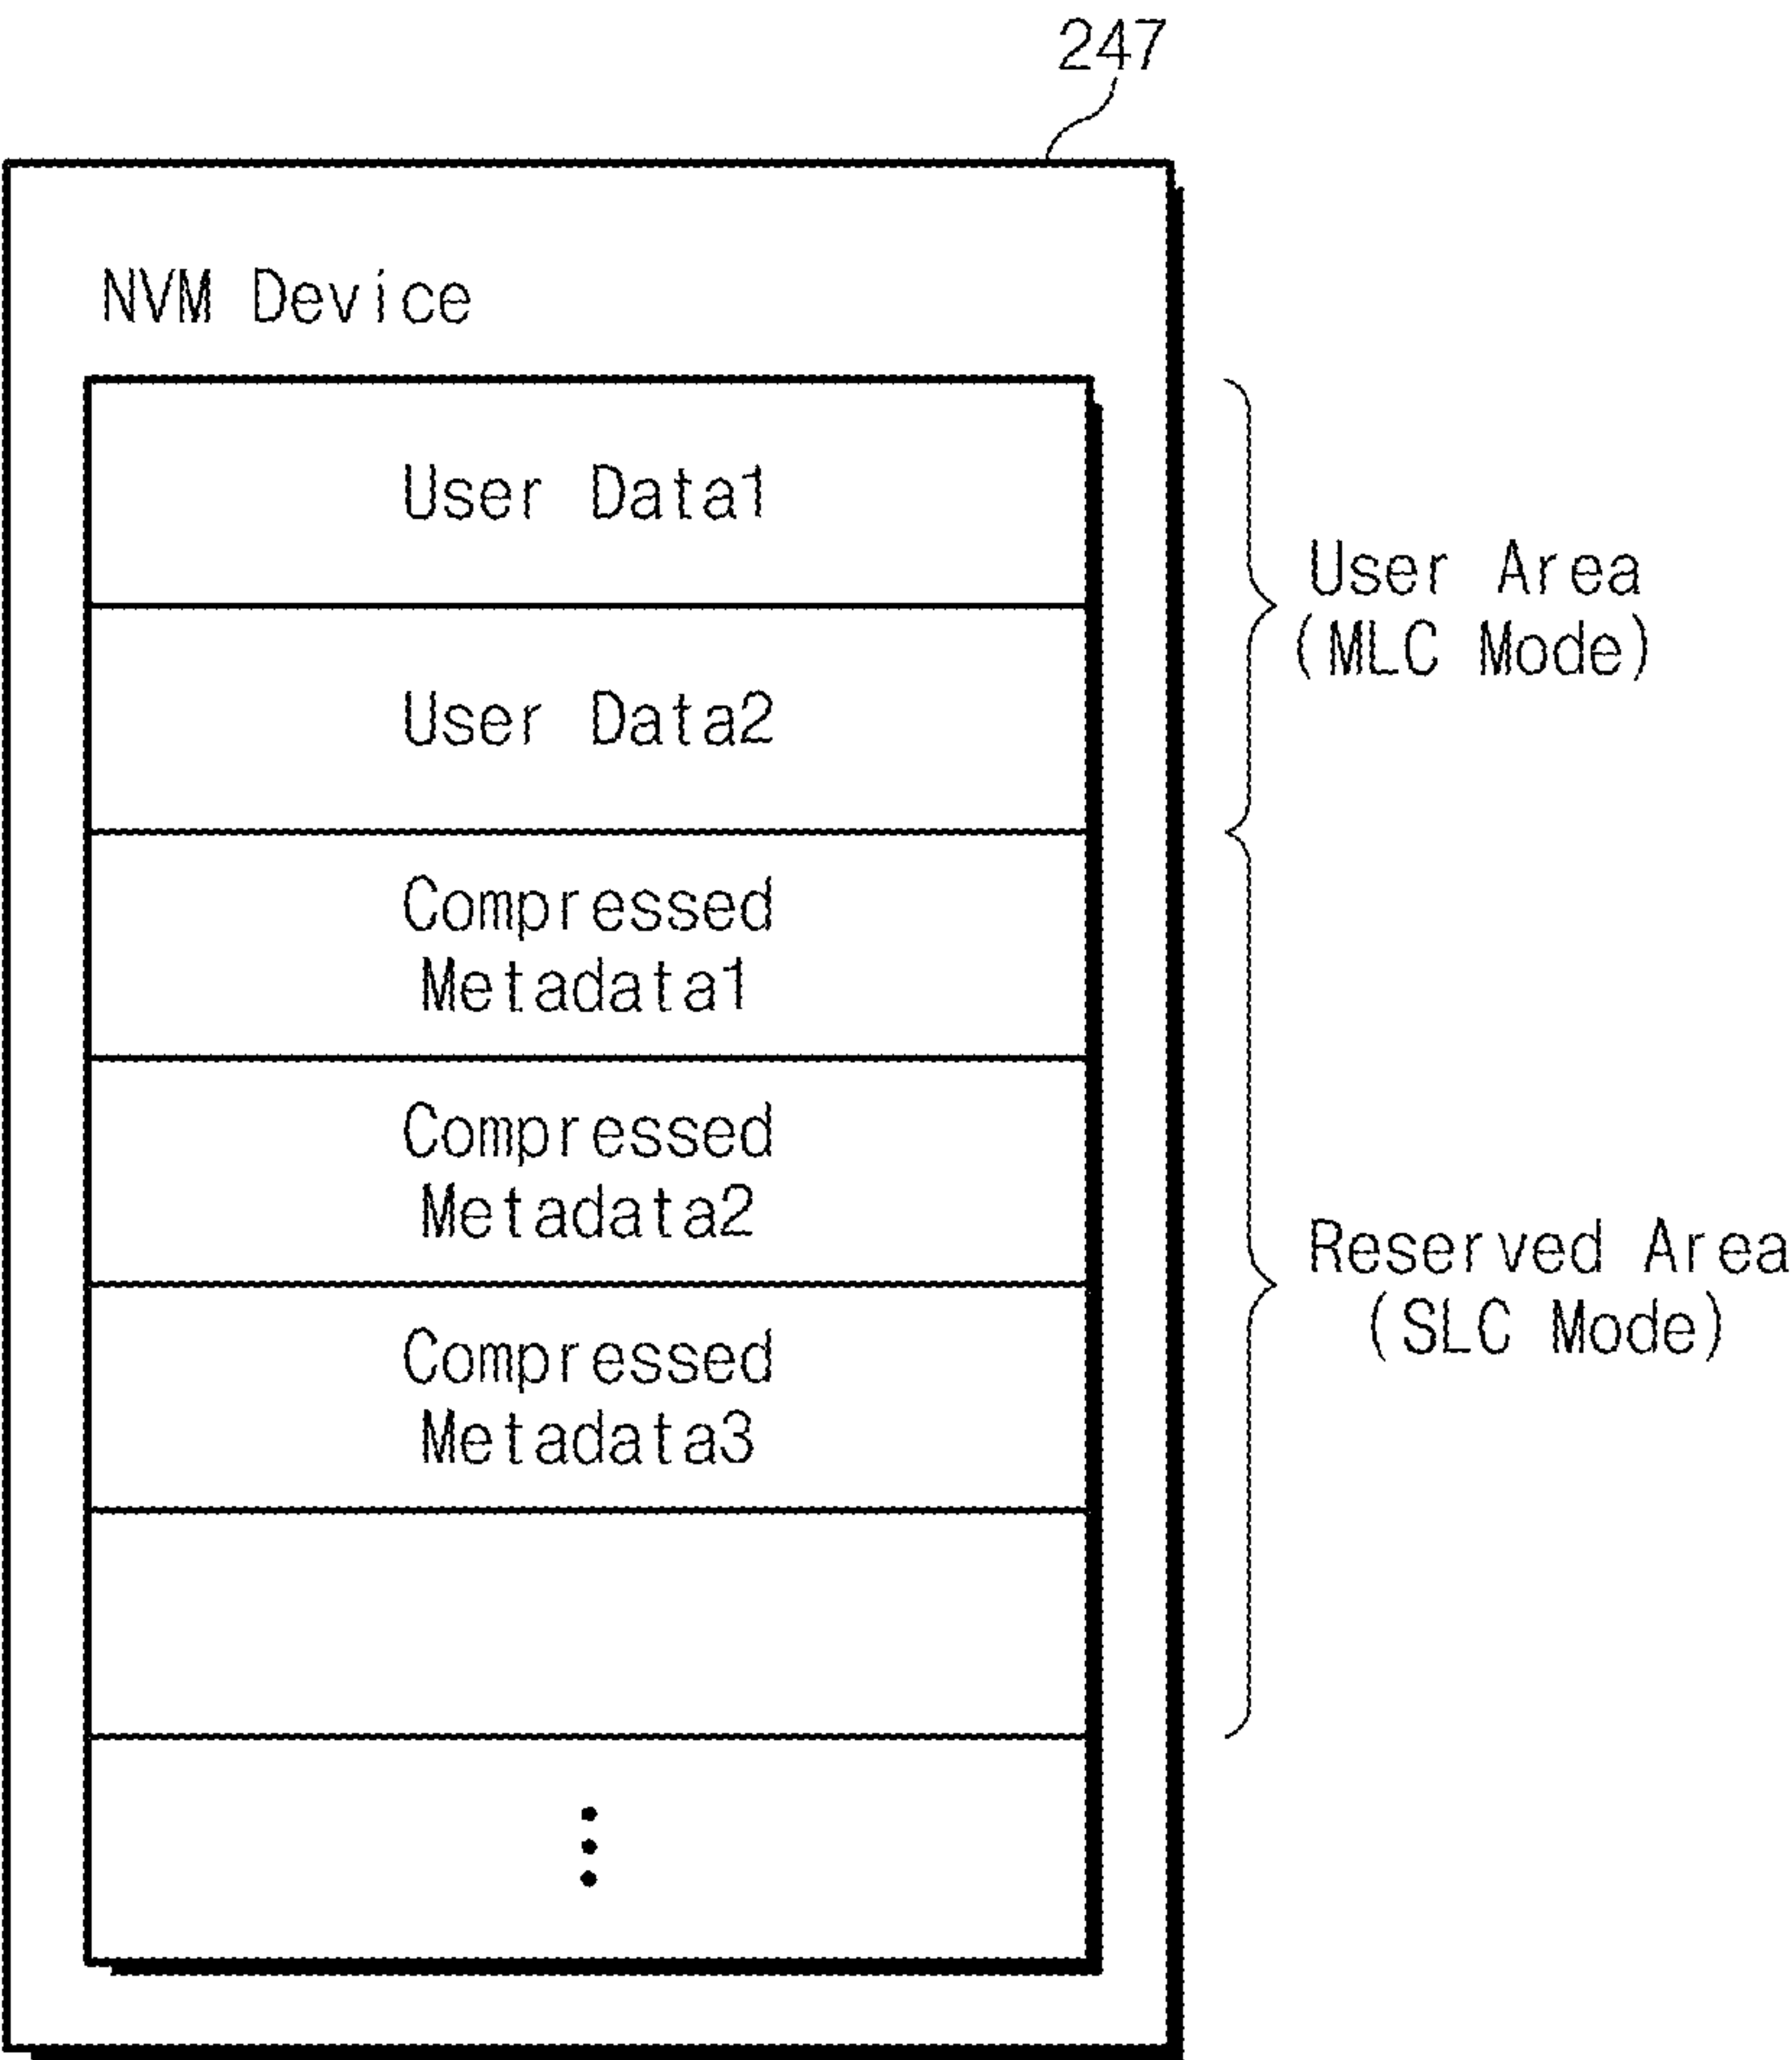 247
NVM Device
User Data1
User Data2
User Area
(MLC Mode)
Compressed
Metadata1
Compressed
Metadata2
Compressed
Metadata3
Reserved Area
(SLC Mode)